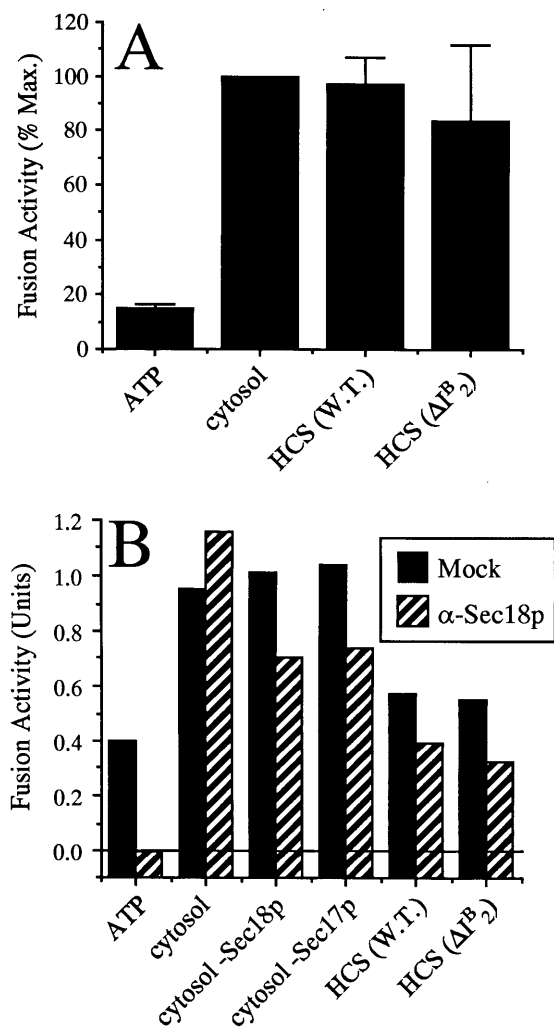 A
Fusion Activity (% Max.)
120
100
80
60
40
20
0
ATP
cytosol
HCS (W.T.)
HCS (ΔI^B_2)
B
Fusion Activity (Units)
1.2
1.0
0.8
0.6
0.4
0.2
0.0
Mock
α-Sec18p
ATP
cytosol
cytosol -Sec18p
cytosol -Sec17p
HCS (W.T.)
HCS (ΔI^B_2)